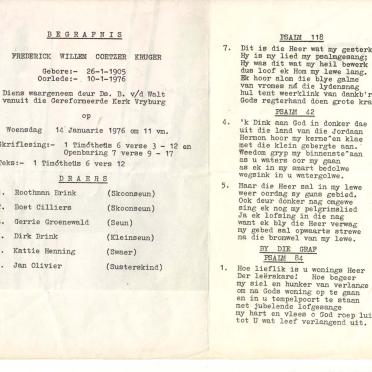 BEGRAFNIS
FREDERIK WILLEM COETZER KRUGER
Gebore:- 26-1-1905
Oorlede:- 10-1-1976
Diens waargeneem deur Ds. B. v/d Walt
vanuit die Gereformeerde Kerk Vryburg
op
Woensdag 14 Januarie 1976 om 11 vm.
Skriflesing:- 1 Timótheüs 6 verse 3 - 12 en
Openbaring 7 verse 9 - 17
Teks:- 1 Timótheüs 6 vers 12
DRAERS
1. Roothman Brink (Skoonseun)
2. Boet Cilliers (Skoonseun)
. Gerrie Groenewald (Seun)
. Dirk Brink (Kleinseun)
. Kattie Henning (Swaer)
. Jan Olivier (Susterskind)
PSALM 118
7. Dit is die Heer wat my gesterk
Hy is my lied my psalmgesang;
Hy was dit wat my heil bewerk
dus loof ek Hom my lewe lang.
Ek hoor alom die blye galme
van vromes nd die lydensnag
hul tent weerklink van dankb'r
Gods regterhand doen grote kra
PSALM 42
4. 'k Dink aan God in donker dae
uit die land van die Jordaan
Hermon hoor my kerme en klae
met die klein gebergte aan.
Weedom gryp my binneste aan
as u waters oor my gaan
as ek in smart bedolwe
wegsink in u watergolwe.
5. Maar die Heer sal in my lewe
weer oordag my guns gebied.
Ook deur donker nag omgewe
sing ek nog my pelgrimslied
Ja ek lofsing in die nag
want ek bly die Heer verwag
my gebed sal opwaarts strewe
na die bronwel van my lewe.
BY DIE GRAF
PSALM 84
1. Hoe lieflik is u wonings Heer
Der leërskare! Hoe begeer
my siel en hunker van verlange
om na Gods woning op te gaan
en in u tempelpoort te staan
met jubelende lofgesange
my hart en vlees o God roep lui
tot U wat leef verlangend uit.